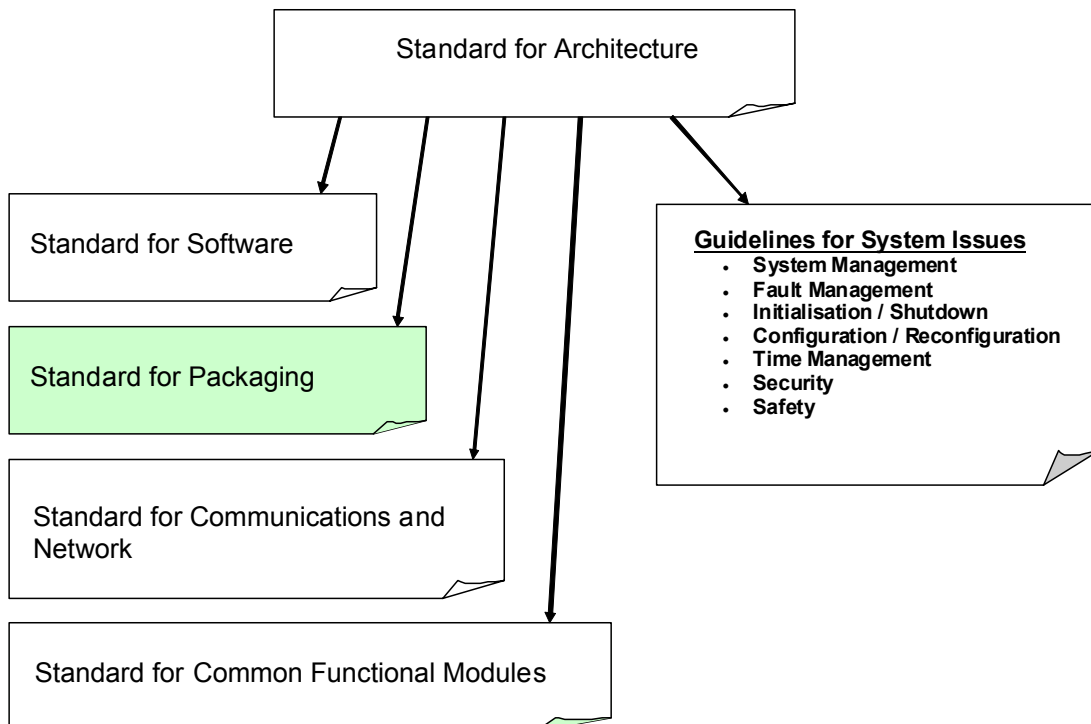 Standard for Architecture
Standard for Software
Standard for Packaging
Standard for Communications and
Network
Standard for Common Functional Modules
Guidelines for System Issues
• System Management
• Fault Management
• Initialisation / Shutdown
• Configuration / Reconfiguration
• Time Management
• Security
• Safety